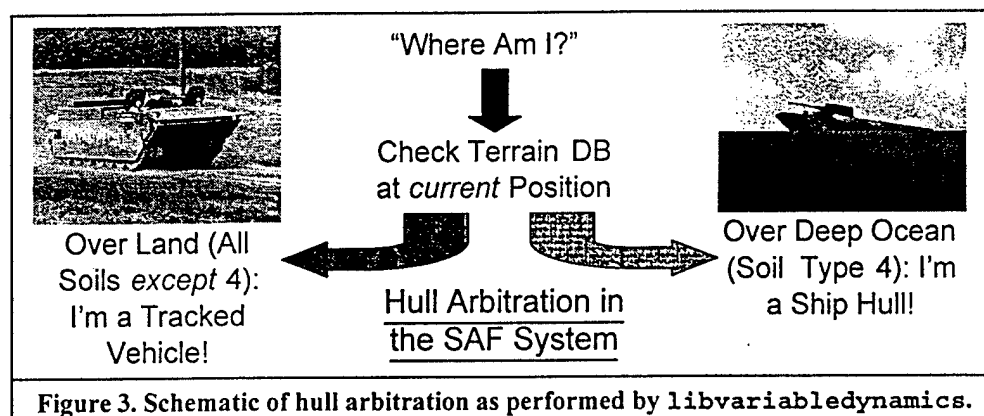 "Where Am I?"
Check Terrain DB
at current Position
Over Land (All
Soils except 4):
I'm a Tracked
Vehicle!
Hull Arbitration in
the SAF System
Over Deep Ocean
(Soil Type 4): I'm
a Ship Hull!
Figure 3. Schematic of hull arbitration as performed by libvariabledynamics.